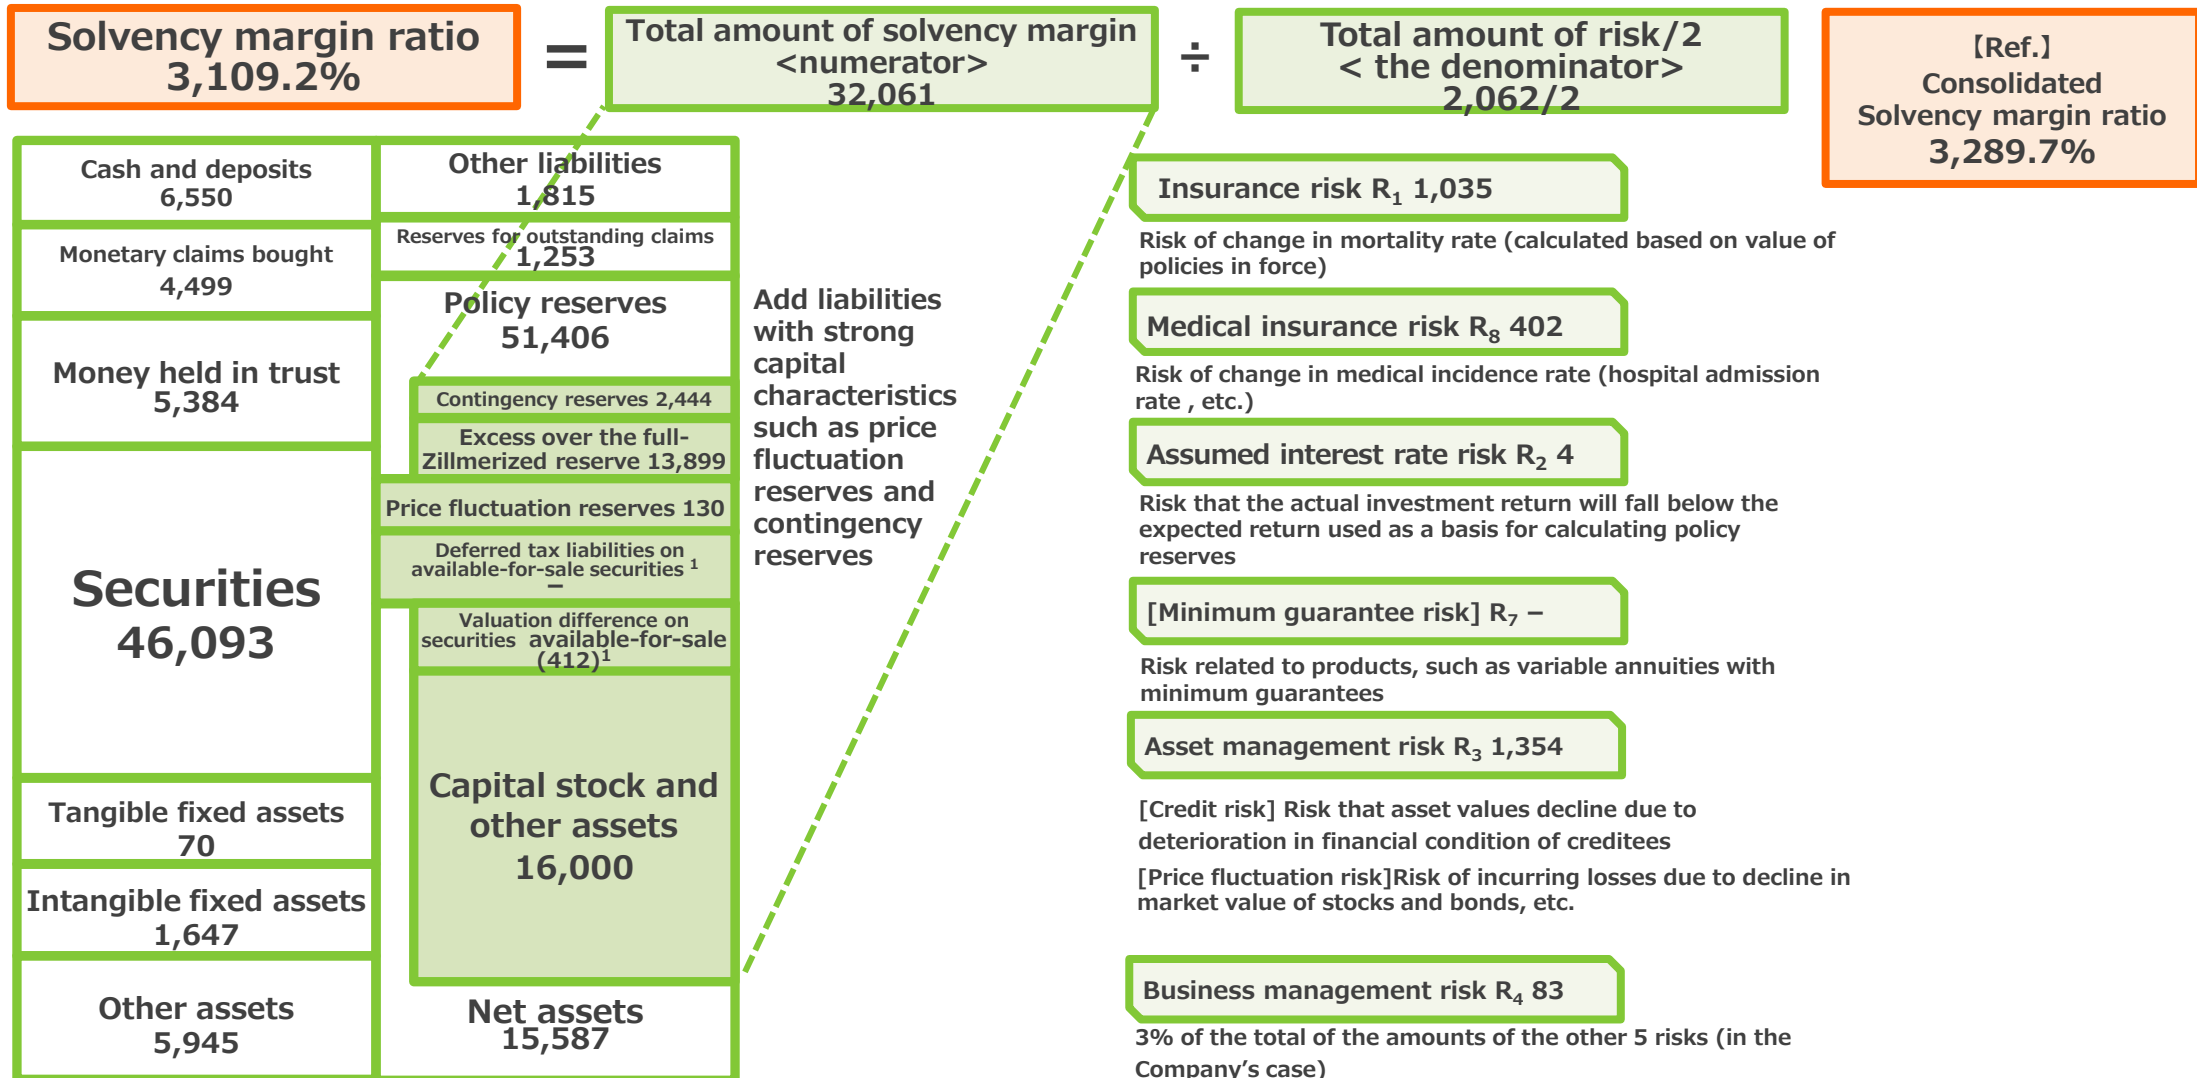 Solvency margin ratio
3,109.2%
=
Total amount of solvency margin
<numerator>
32,061
÷
Total amount of risk/2
< the denominator>
2,062/2
【Ref.】
Consolidated
Solvency margin ratio
3,289.7%
Cash and deposits
6,550
Monetary claims bought
4,499
Money held in trust
5,384
Securities
46,093
Tangible fixed assets
70
Intangible fixed assets
1,647
Other assets
5,945
Other liabilities
1,815
Reserves for outstanding claims
1,253
Policy reserves
51,406
Contingency reserves 2,444
Excess over the full-
Zillmerized reserve 13,899
Price fluctuation reserves 130
Deferred tax liabilities on
available-for-sale securities ¹
–
Valuation difference on
securities available-for-sale
(412)¹
Capital stock and
other assets
16,000
Net assets
15,587
Add liabilities
with strong
capital
characteristics
such as price
fluctuation
reserves and
contingency
reserves
Insurance risk R₁ 1,035
Risk of change in mortality rate (calculated based on value of
policies in force)
Medical insurance risk R₈ 402
Risk of change in medical incidence rate (hospital admission
rate , etc.)
Assumed interest rate risk R₂ 4
Risk that the actual investment return will fall below the
expected return used as a basis for calculating policy
reserves
[Minimum guarantee risk] R₇ –
Risk related to products, such as variable annuities with
minimum guarantees
Asset management risk R₃ 1,354
[Credit risk] Risk that asset values decline due to
deterioration in financial condition of creditees
[Price fluctuation risk]Risk of incurring losses due to decline in
market value of stocks and bonds, etc.
Business management risk R₄ 83
3% of the total of the amounts of the other 5 risks (in the
Company’s case)